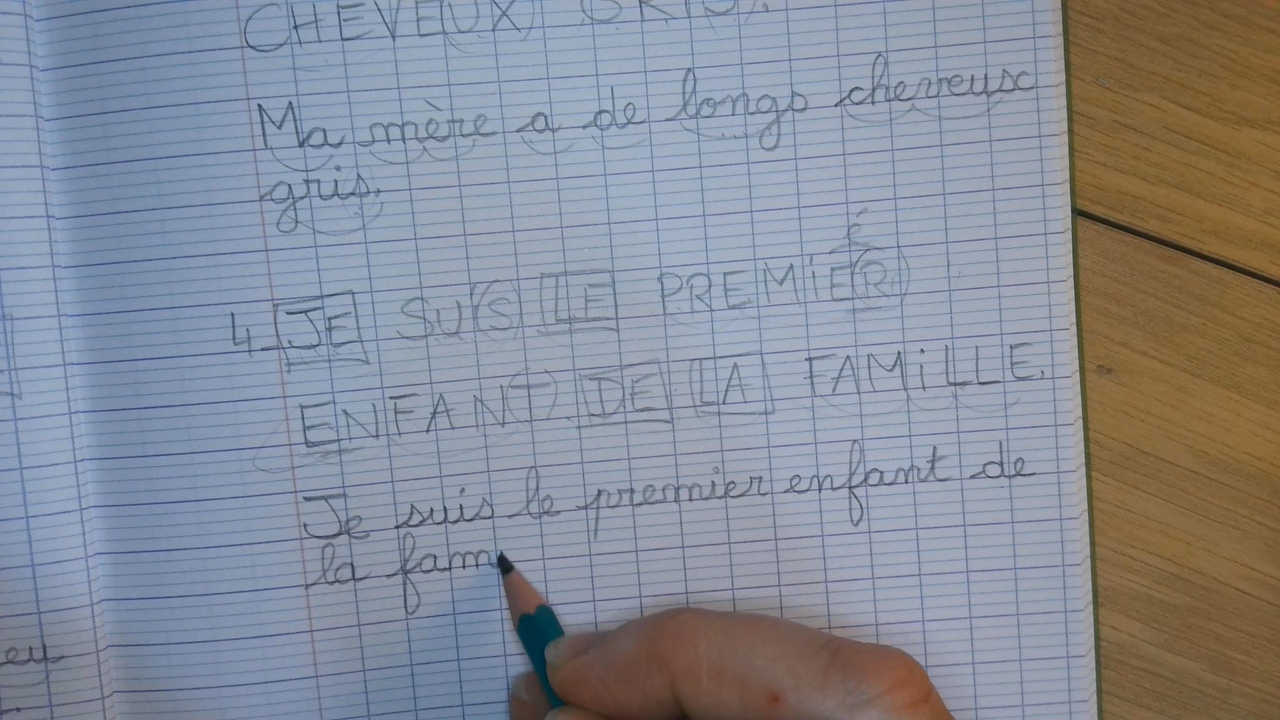 CHEVEUX GRIS.
Ma mère a de longs cheveux
gris.
é
4. JE SUIS LE PREMIER
ENFANT DE LA FAMILLE.
Je suis le premier enfant de
la fam
eu